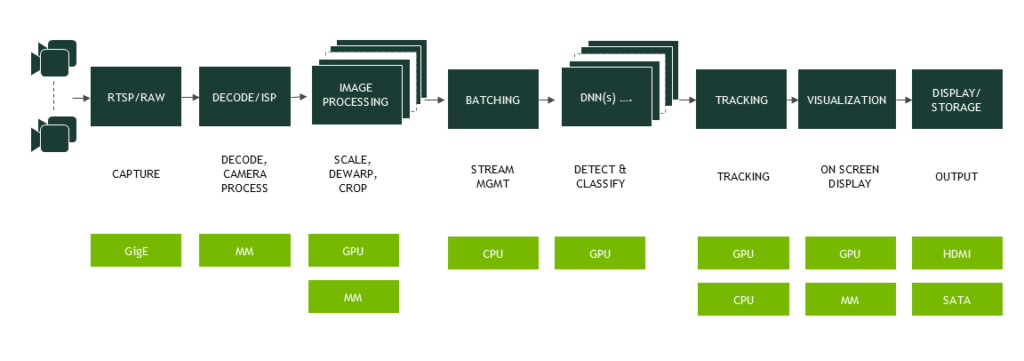 RTSP/RAW
DECODE/ISP
IMAGE
PROCESSING
BATCHING
DNN(s) ....
TRACKING
VISUALIZATION
DISPLAY/
STORAGE
CAPTURE
DECODE,
CAMERA
PROCESS
SCALE,
DEWARP,
CROP
STREAM
MGMT
DETECT &
CLASSIFY
TRACKING
ON SCREEN
DISPLAY
OUTPUT
GigE
MM
GPU
CPU
GPU
GPU
GPU
HDMI
MM
CPU
MM
SATA